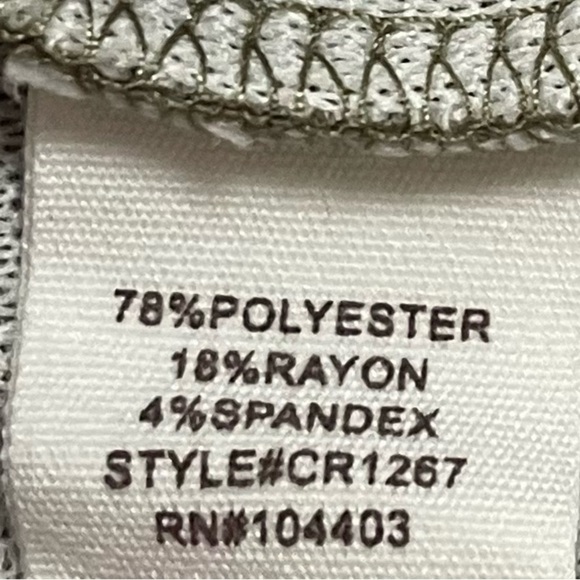 78%POLYESTER
18%RAYON
4%SPANDEX
STYLE#CR1267
RN#104403